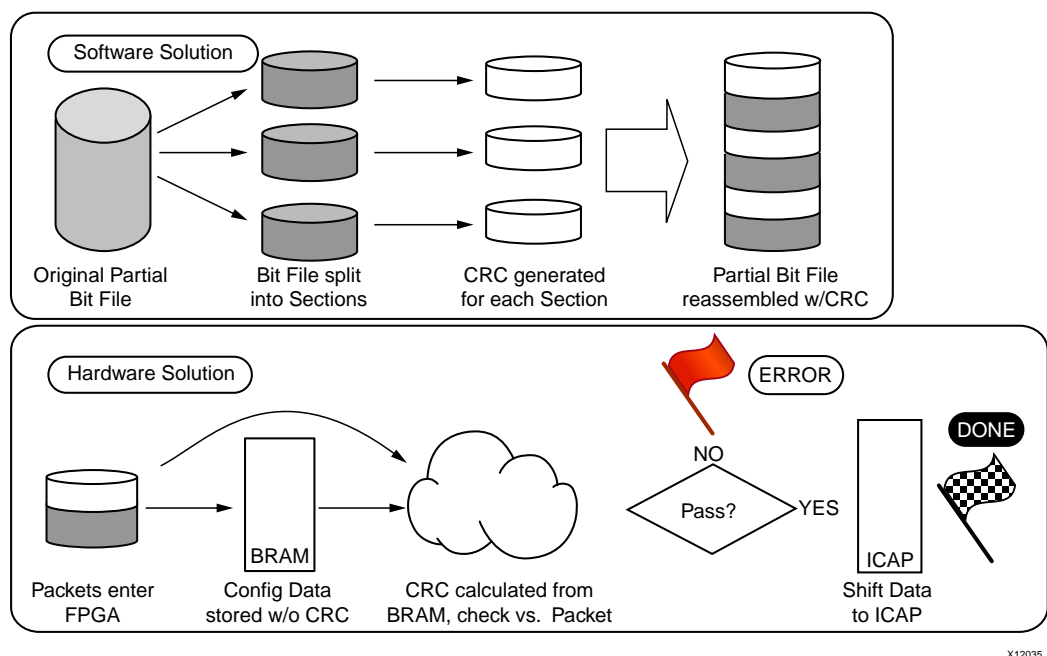 Software Solution
Original Partial
Bit File
Bit File split
into Sections
CRC generated
for each Section
Partial Bit File
reassembled w/CRC
Hardware Solution
ERROR
DONE
NO
Pass?
YES
BRAM
ICAP
Packets enter
FPGA
Config Data
stored w/o CRC
CRC calculated from
BRAM, check vs. Packet
Shift Data
to ICAP
X12035